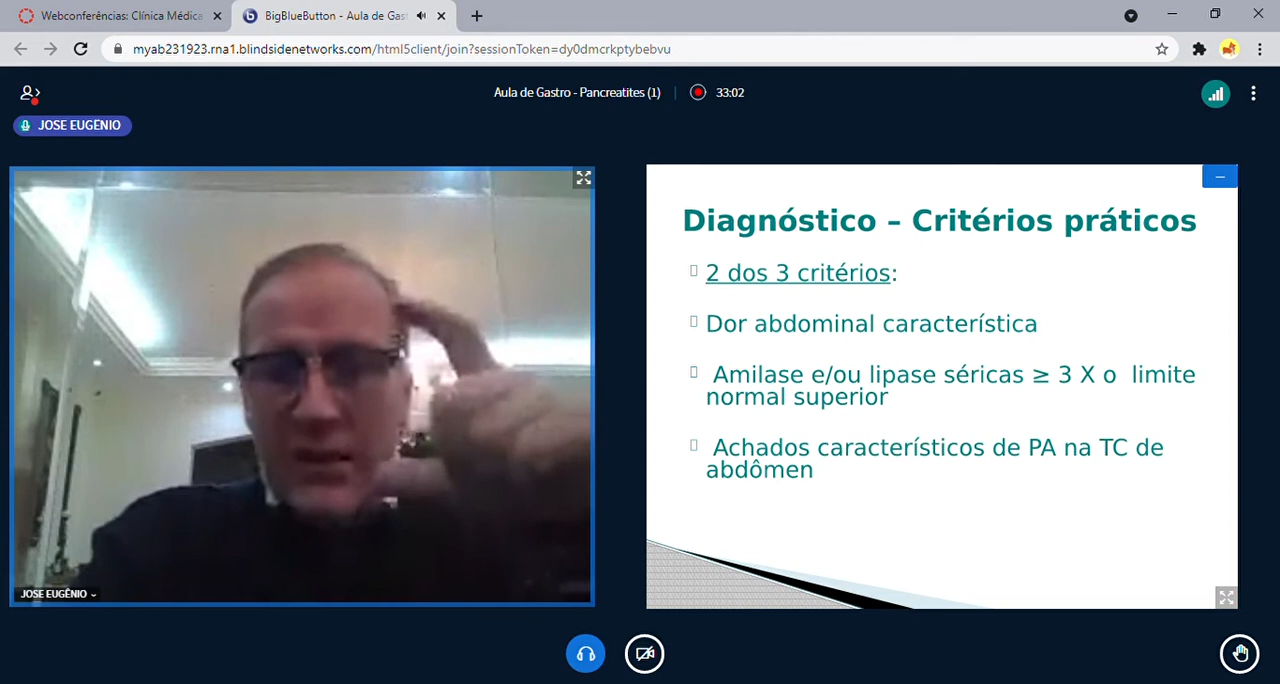 Webconferências: Clínica Médica
BigBlueButton - Aula de Gas
myab231923.rna1.blindsidenetworks.com/html5client/join?sessionToken=dy0dmcrkptybebvu
Aula de Gastro - Pancreatites (1)
33:02
JOSE EUGÊNIO
Diagnóstico – Critérios práticos
2 dos 3 critérios:
Dor abdominal característica
Amilase e/ou lipase séricas ≥ 3 X o limite
normal superior
Achados característicos de PA na TC de
abdômen
JOSE EUGÊNIO